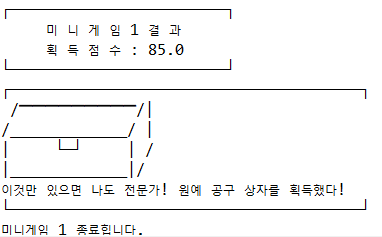 미 니 게 임 1 결 과
획 득 점 수 : 85.0
이것만 있으면 나도 전문가! 원예 공구 상자를 획득했다!
미니게임 1 종료합니다.